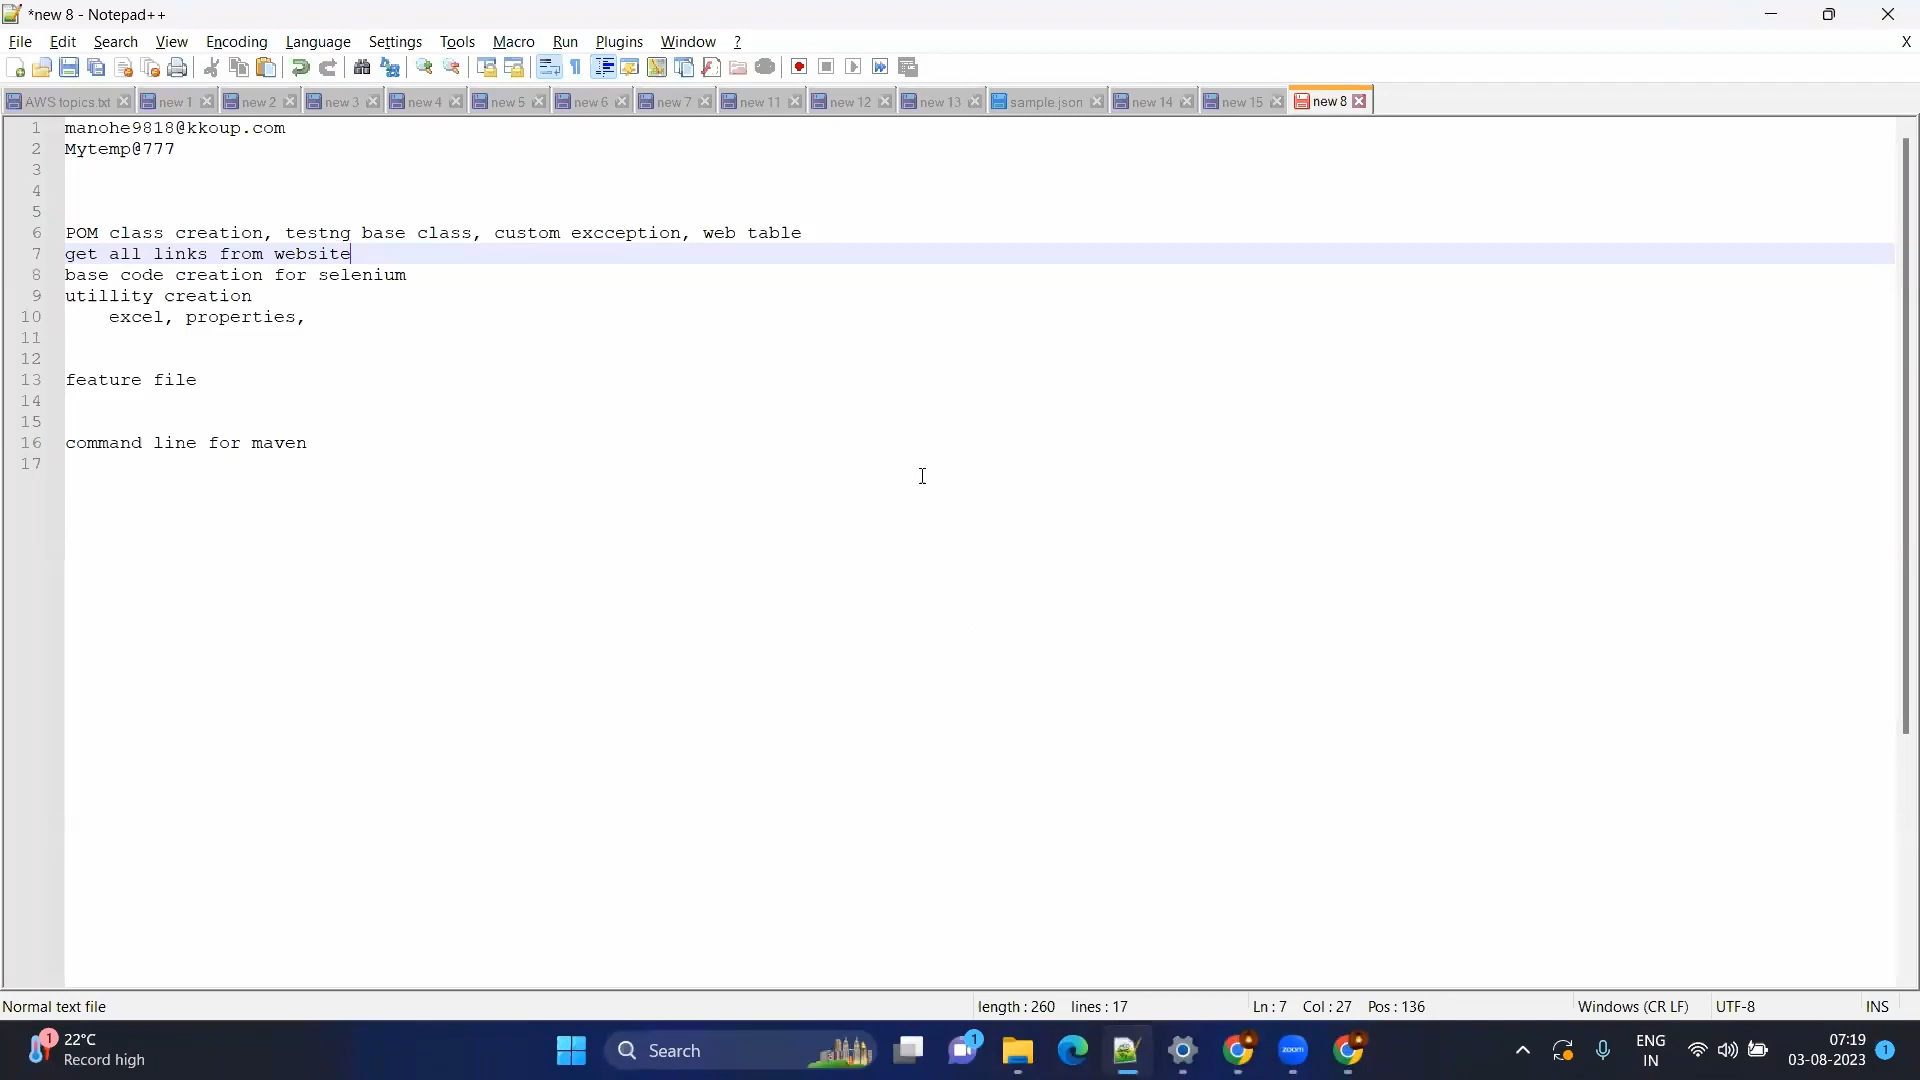 *new 8 - Notepad++
File Edit Search View Encoding Language Settings Tools Macro Run Plugins Window ? X
AWS topics.txt new 1 new 2 new 3 new 4 new 5 new 6 new 7 new 11 new 12 new 13 sample.json new 14 new 15 new 8
1 manohe9818@kkoup.com
2 Mytemp@777
3
4
5
6 POM class creation, testng base class, custom excception, web table
7 get all links from website
8 base code creation for selenium
9 utillity creation
10 excel, properties,
11
12
13 feature file
14
15
16 command line for maven
17
Normal text file length : 260 lines : 17 Ln : 7 Col : 27 Pos : 136 Windows (CR LF) UTF-8 INS
1 22°C
Record high
Search
1
zoom
ENG
IN
07:19
03-08-2023
1